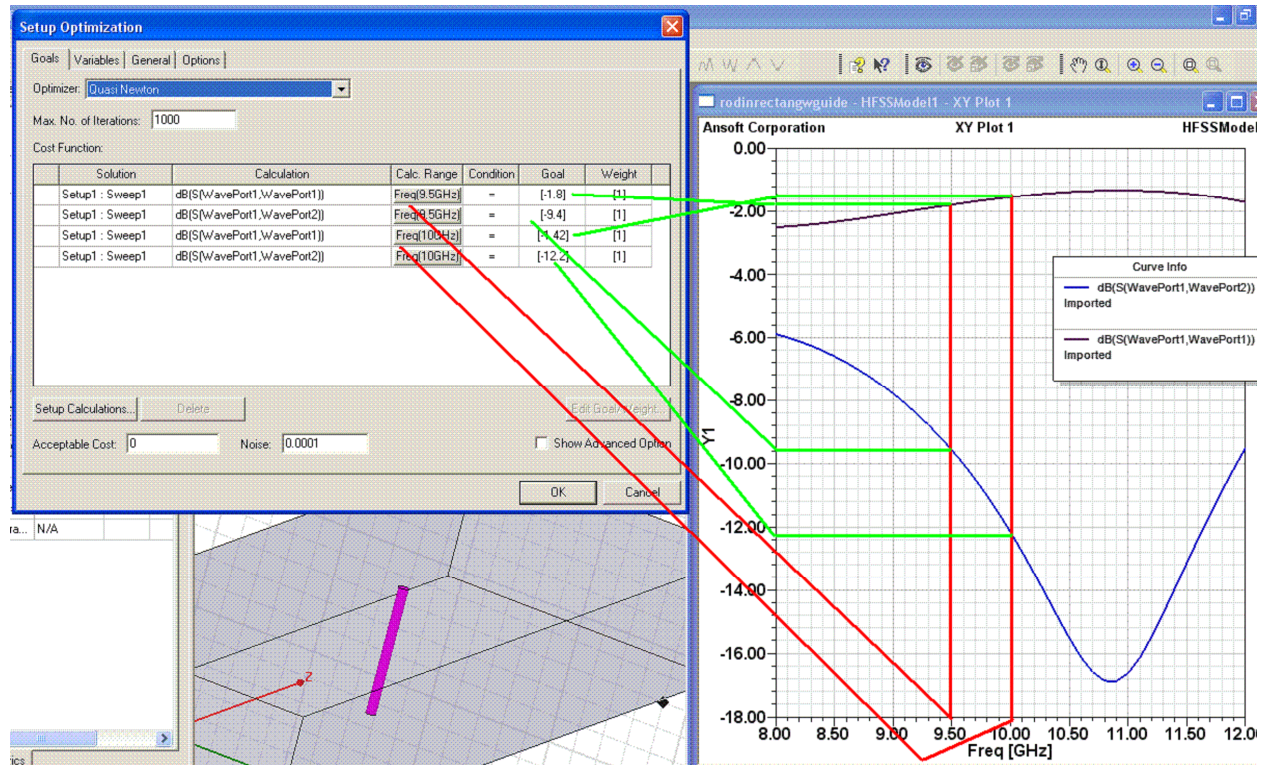 Setup Optimization
Goals Variables General Options
Optimizer: Quasi Newton
Max. No. of Iterations: 1000
Cost Function:
Solution Calculation Calc. Range Condition Goal Weight
Setup1 : Sweep1 dB(S(WavePort1,WavePort1)) Freq(9.5GHz) = [-1.8] [1]
Setup1 : Sweep1 dB(S(WavePort1,WavePort2)) Freq(9.5GHz) = [-9.4] [1]
Setup1 : Sweep1 dB(S(WavePort1,WavePort1)) Freq(10GHz) = [-1.42] [1]
Setup1 : Sweep1 dB(S(WavePort1,WavePort2)) Freq(10GHz) = [-12.2] [1]
Setup Calculations... Delete Edit Goal/Weight...
Acceptable Cost: 0 Noise: 0.0001 Show Advanced Option
OK Cancel
ra... N/A
Z
ics
rodinrectangwguide - HFSSModel1 - XY Plot 1
Ansoft Corporation XY Plot 1 HFSSModel
0.00
-2.00
-4.00
-6.00
-8.00
-10.00
-12.00
-14.00
-16.00
-18.00
Y1
Curve Info
dB(S(WavePort1,WavePort2))
Imported
dB(S(WavePort1,WavePort1))
Imported
8.00 8.50 9.00 9.50 10.00 10.50 11.00 11.50 12.0
Freq [GHz]